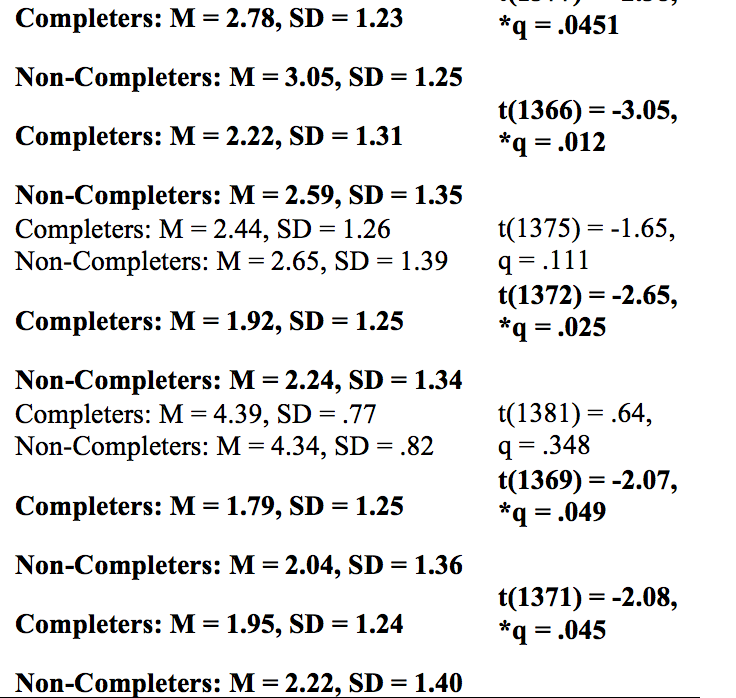 Completers: M = 2.78, SD = 1.23
*q = .0451
Non-Completers: M = 3.05, SD = 1.25
t(1366) = -3.05,
Completers: M = 2.22, SD = 1.31
*q = .012
Non-Completers: M = 2.59, SD = 1.35
Completers: M = 2.44, SD = 1.26
t(1375) = -1.65,
Non-Completers: M = 2.65, SD = 1.39
q = .111
t(1372) = -2.65,
Completers: M = 1.92, SD = 1.25
*q = .025
Non-Completers: M = 2.24, SD = 1.34
Completers: M = 4.39, SD = .77
t(1381) = .64,
Non-Completers: M = 4.34, SD = .82
q = .348
t(1369) = -2.07,
Completers: M = 1.79, SD = 1.25
*q = .049
Non-Completers: M = 2.04, SD = 1.36
t(1371) = -2.08,
Completers: M = 1.95, SD = 1.24
*q = .045
Non-Completers: M = 2.22, SD = 1.40